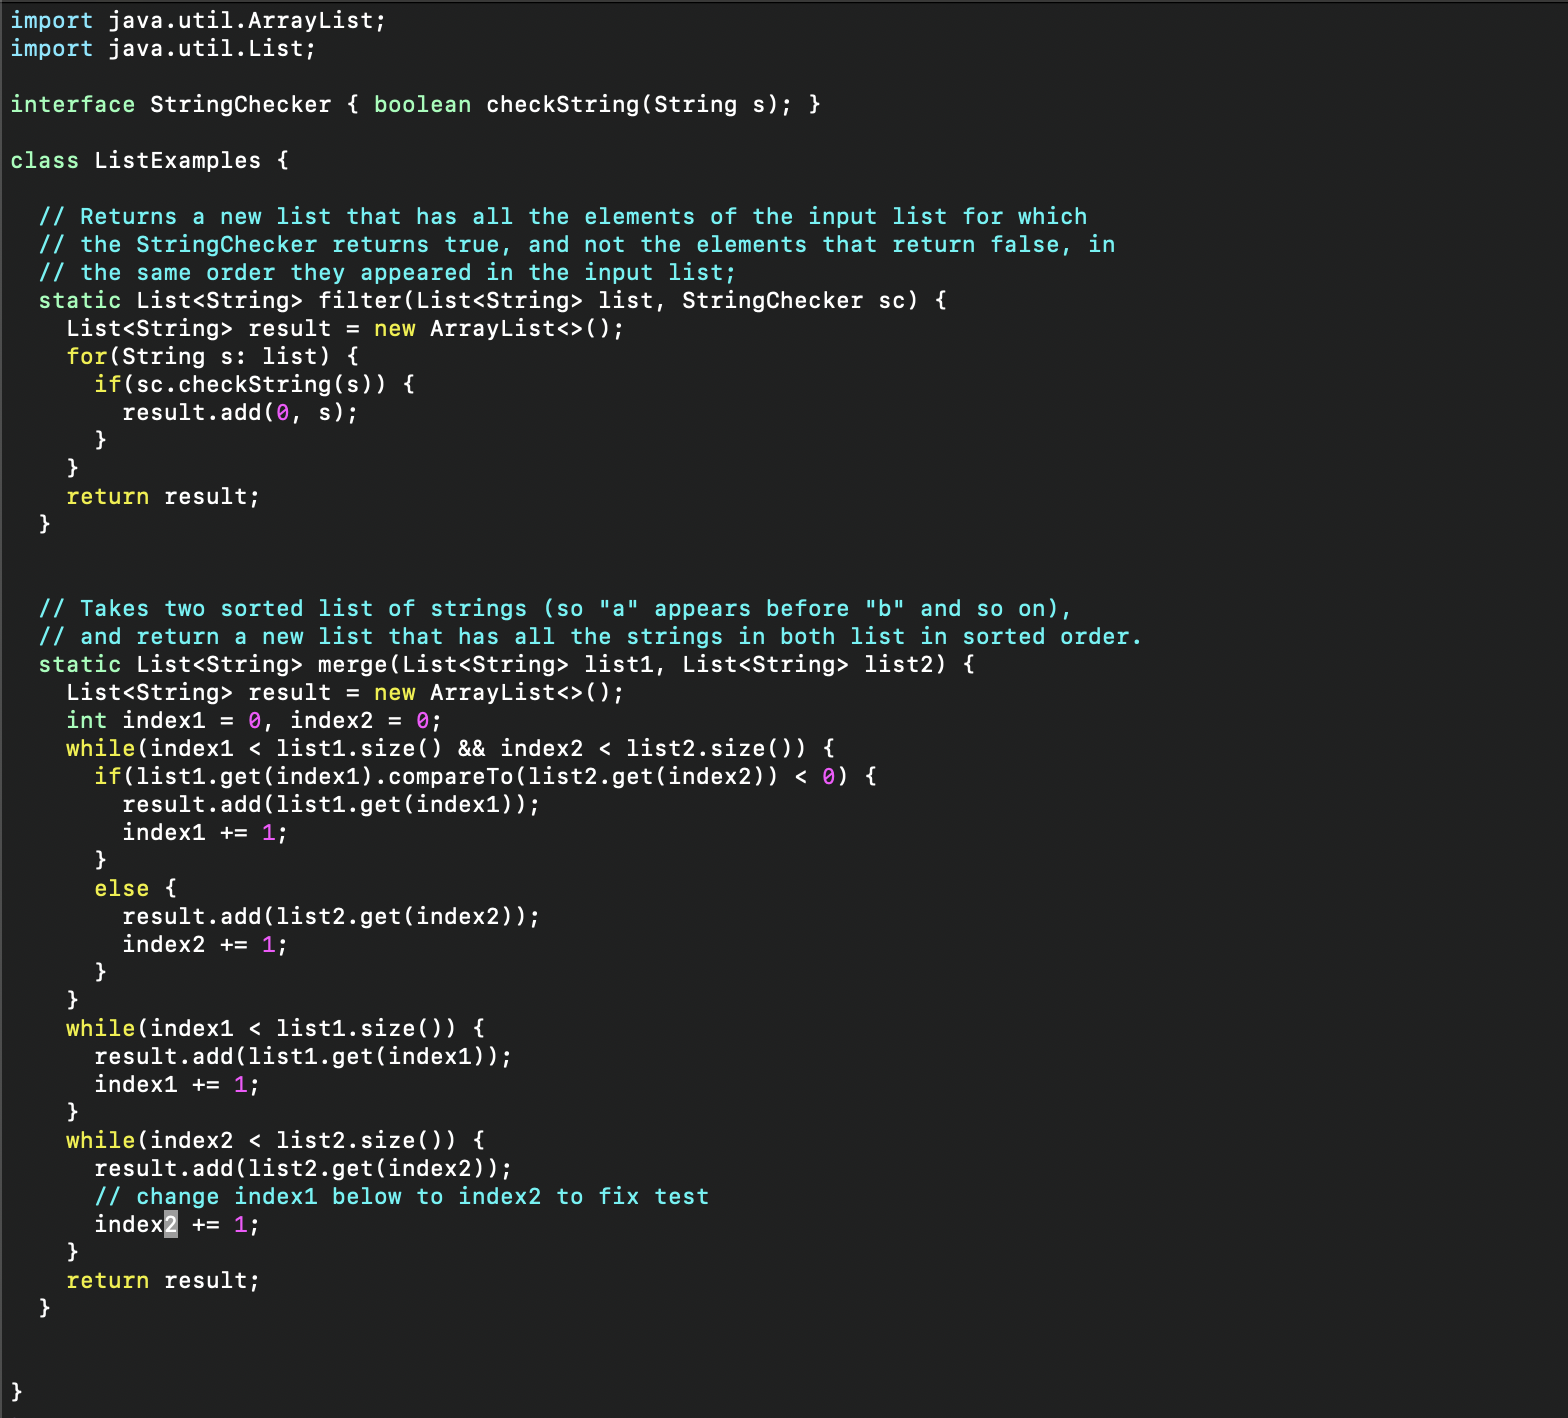 import java.util.ArrayList;
import java.util.List;

interface StringChecker { boolean checkString(String s); }

class ListExamples {

  // Returns a new list that has all the elements of the input list for which
  // the StringChecker returns true, and not the elements that return false, in
  // the same order they appeared in the input list;
  static List<String> filter(List<String> list, StringChecker sc) {
    List<String> result = new ArrayList<>();
    for(String s: list) {
      if(sc.checkString(s)) {
        result.add(0, s);
      }
    }
    return result;
  }


  // Takes two sorted list of strings (so "a" appears before "b" and so on),
  // and return a new list that has all the strings in both list in sorted order.
  static List<String> merge(List<String> list1, List<String> list2) {
    List<String> result = new ArrayList<>();
    int index1 = 0, index2 = 0;
    while(index1 < list1.size() && index2 < list2.size()) {
      if(list1.get(index1).compareTo(list2.get(index2)) < 0) {
        result.add(list1.get(index1));
        index1 += 1;
      }
      else {
        result.add(list2.get(index2));
        index2 += 1;
      }
    }
    while(index1 < list1.size()) {
      result.add(list1.get(index1));
      index1 += 1;
    }
    while(index2 < list2.size()) {
      result.add(list2.get(index2));
      // change index1 below to index2 to fix test
      index2 += 1;
    }
    return result;
  }


}